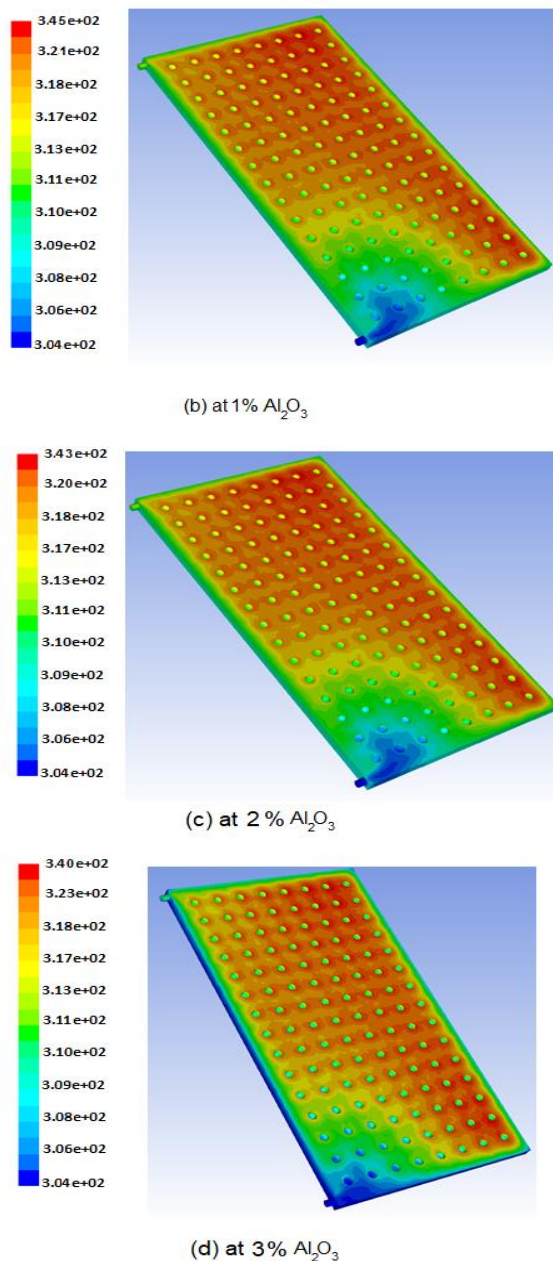 3.45e+02
3.21e+02
3.18e+02
3.17e+02
3.13e+02
3.11e+02
3.10e+02
3.09e+02
3.08e+02
3.06e+02
3.04e+02
(b) at 1% Al₂O₃
3.43e+02
3.20e+02
3.18e+02
3.17e+02
3.13e+02
3.11e+02
3.10e+02
3.09e+02
3.08e+02
3.06e+02
3.04e+02
(c) at 2 % Al₂O₃
3.40e+02
3.23e+02
3.18e+02
3.17e+02
3.13e+02
3.11e+02
3.10e+02
3.09e+02
3.08e+02
3.06e+02
3.04e+02
(d) at 3% Al₂O₃